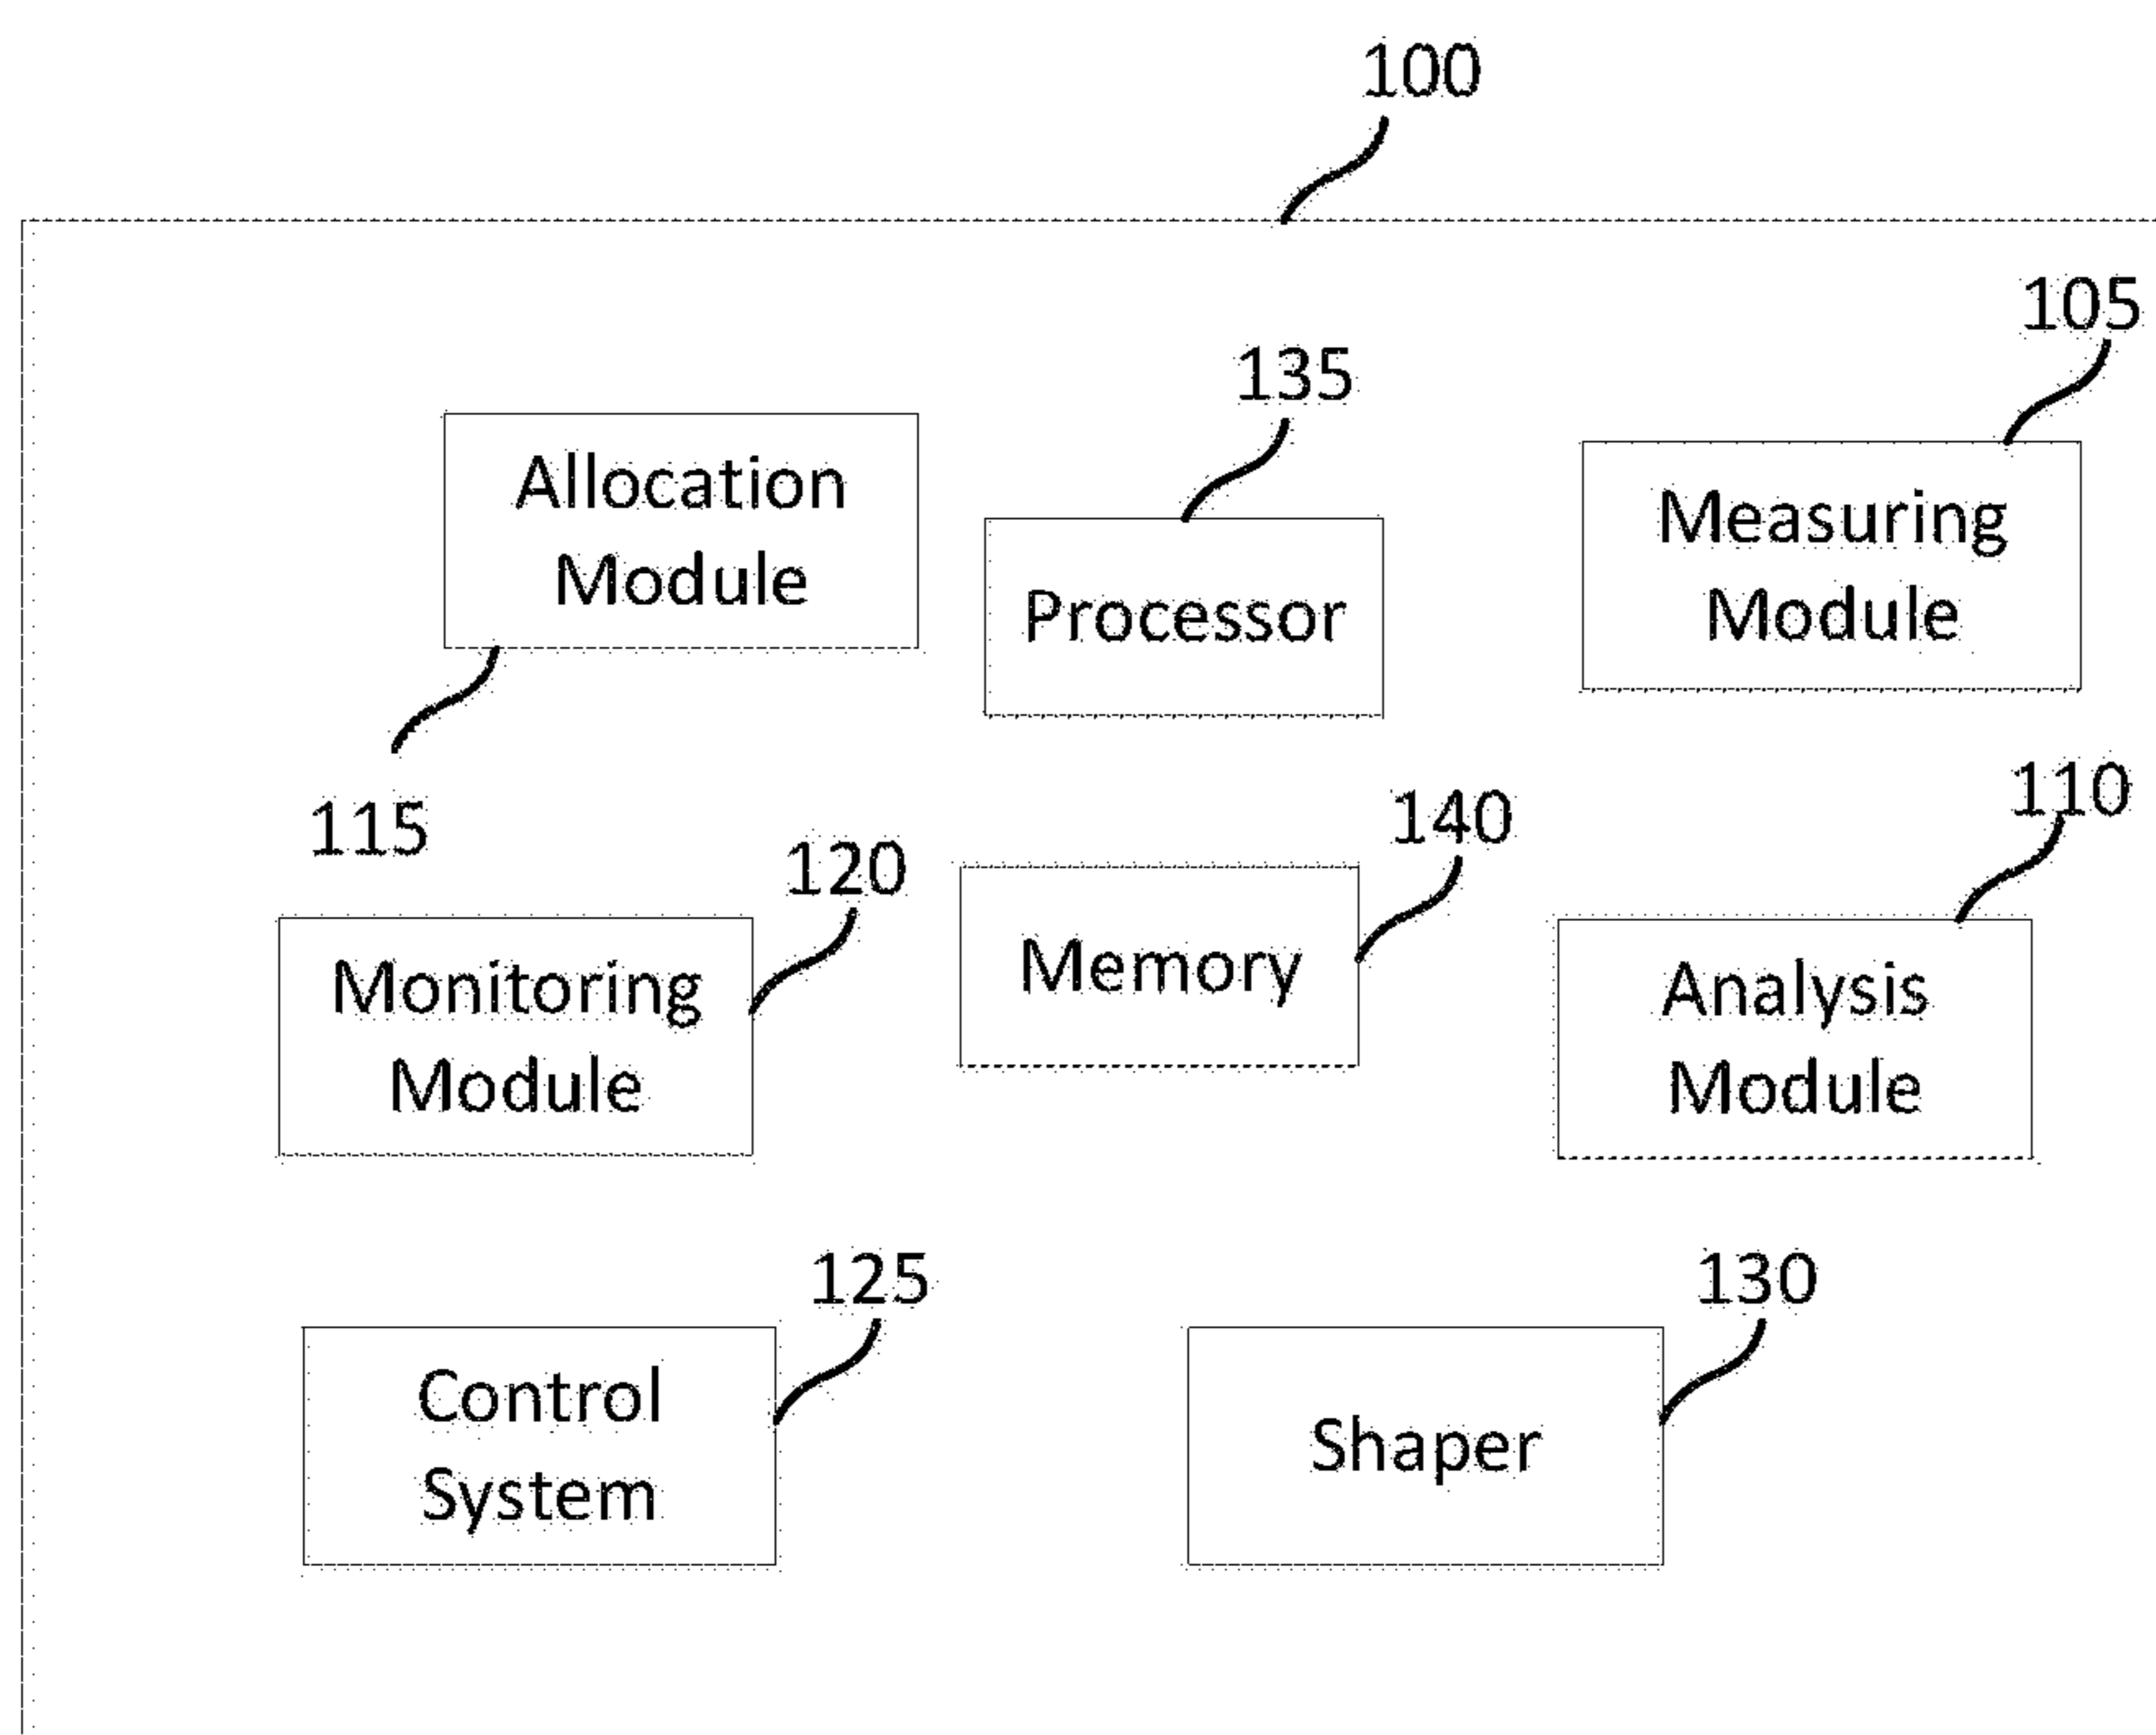 100
105
135
Allocation
Module
Processor
Measuring
Module
115
120
140
110
Monitoring
Module
Memory
Analysis
Module
125
130
Control
System
Shaper